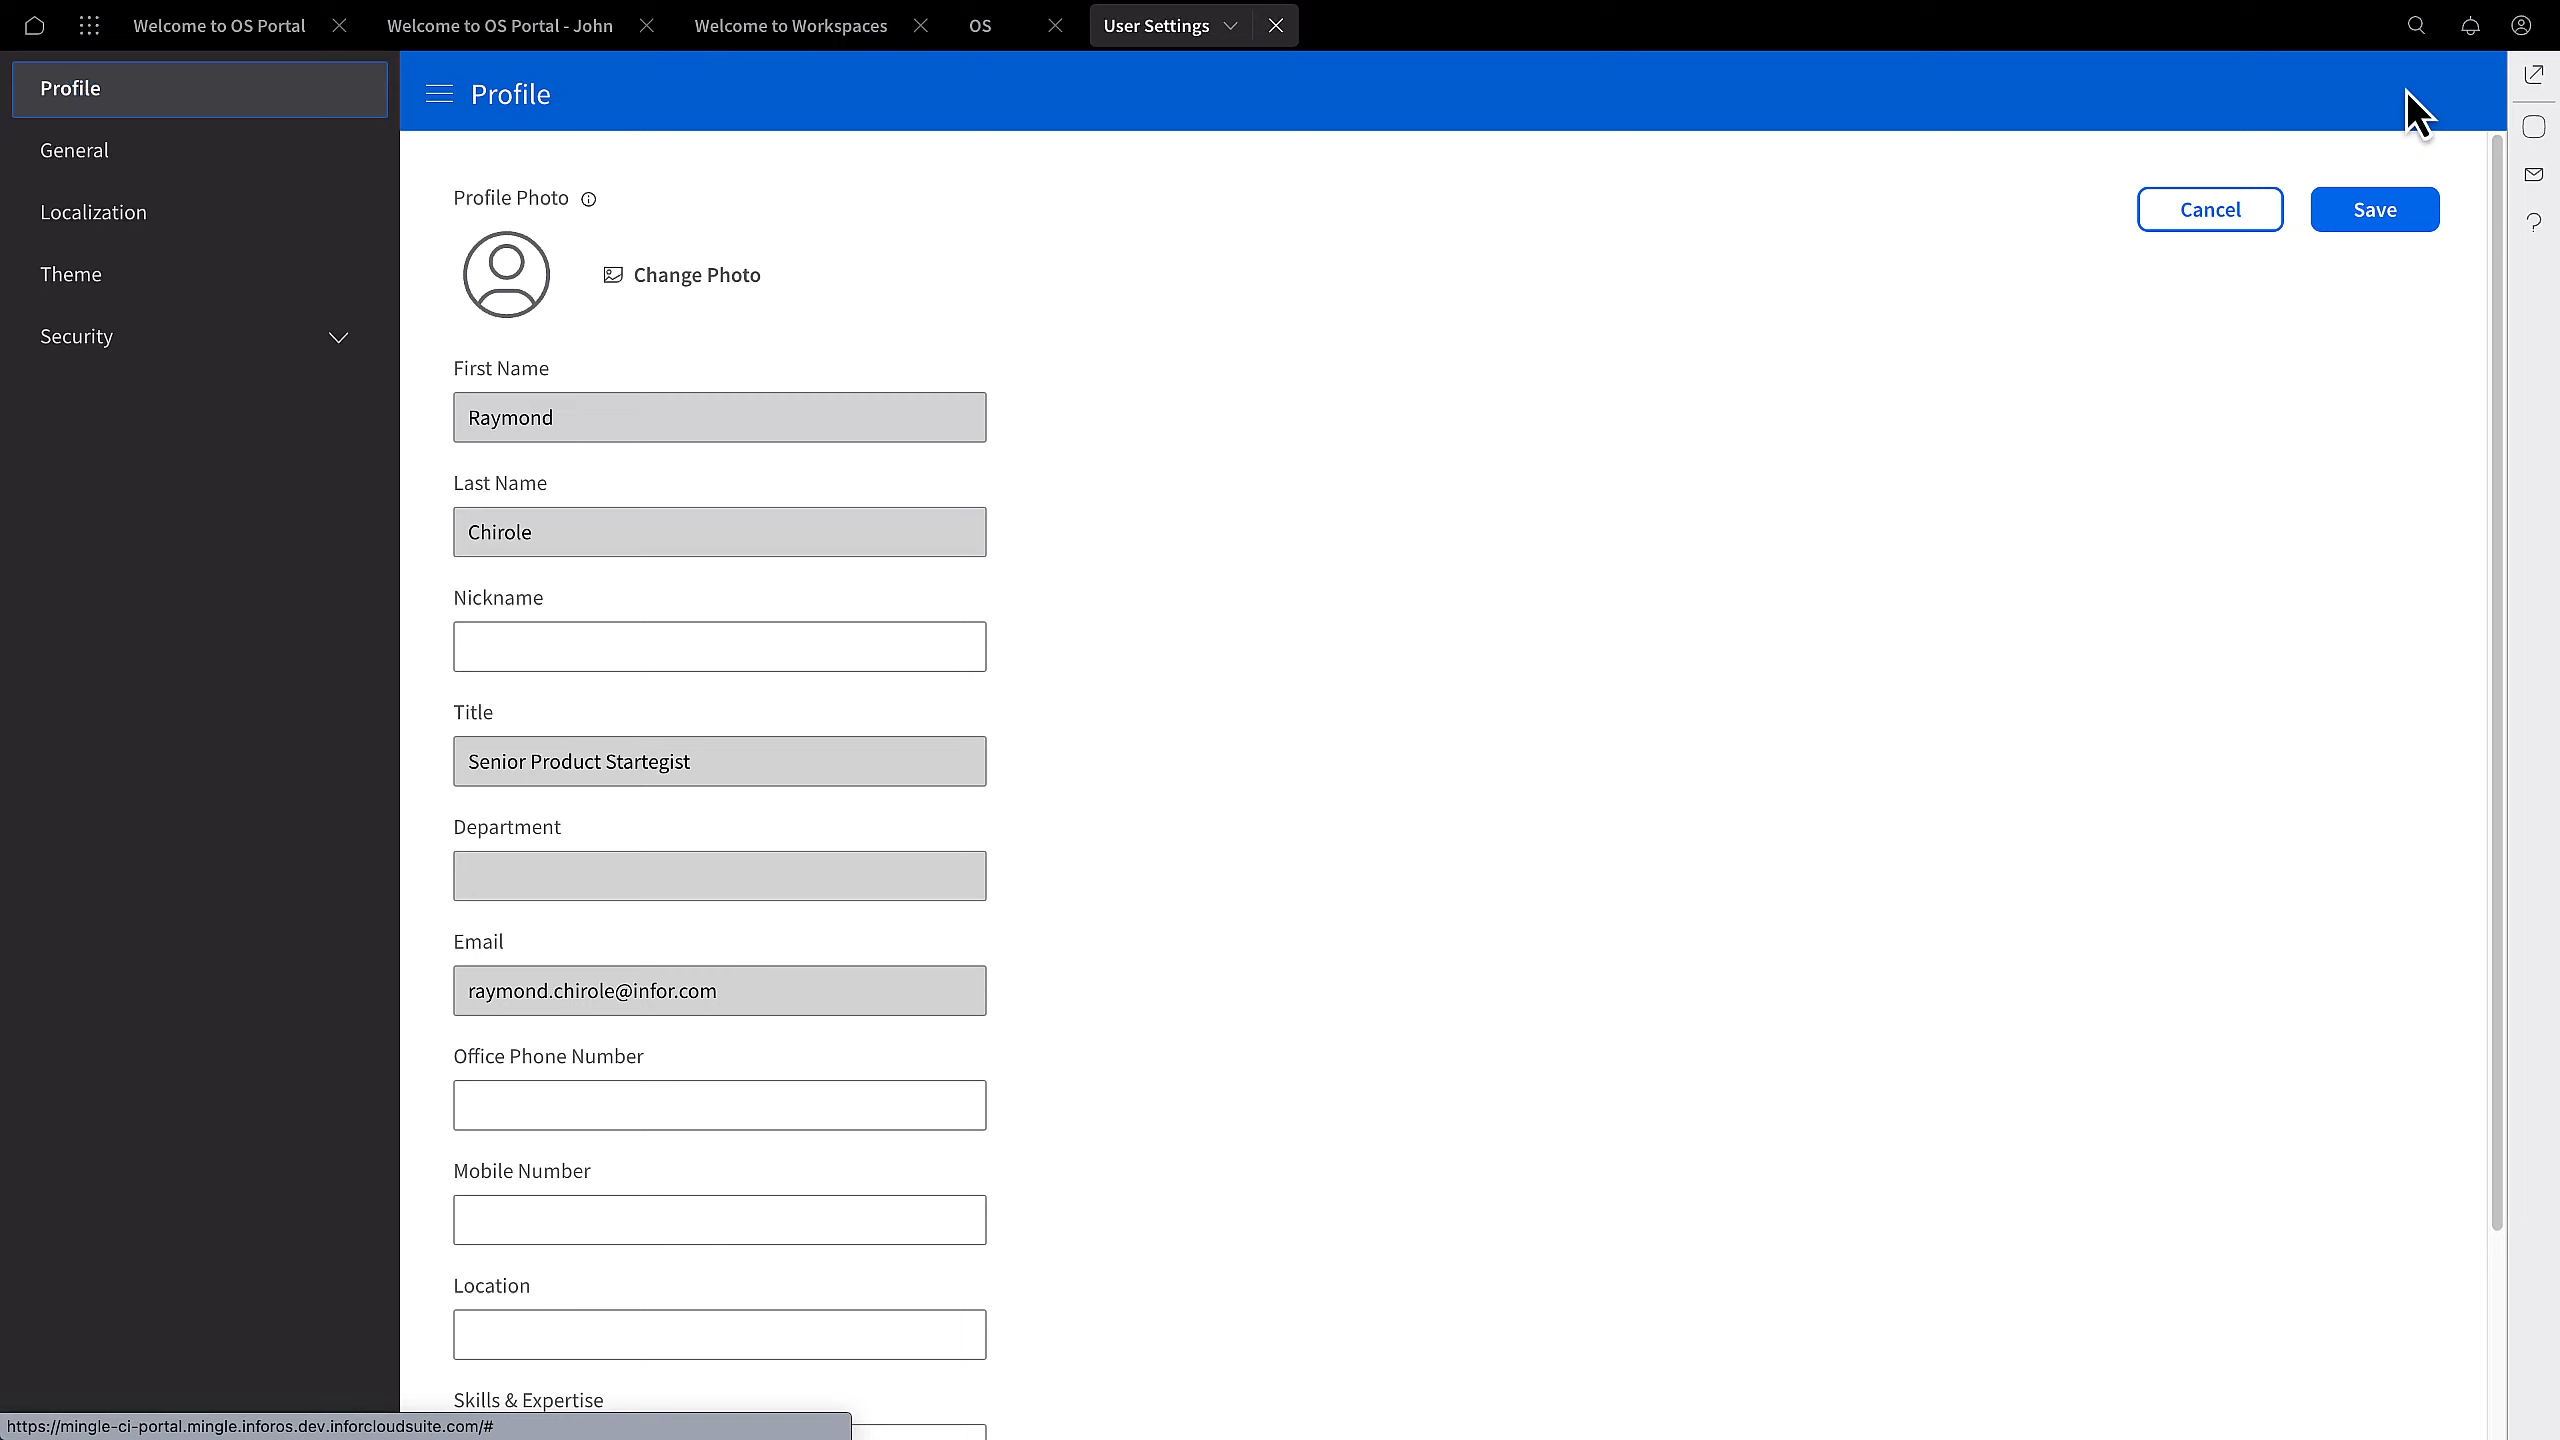 Welcome to OS Portal
Welcome to OS Portal - John
Welcome to Workspaces
OS
User Settings
Profile
General
Localization
Theme
Security
Profile
Profile Photo
Cancel
Save
Change Photo
First Name
Raymond
Last Name
Chirole
Nickname
Title
Senior Product Startegist
Department
Email
raymond.chirole@infor.com
Office Phone Number
Mobile Number
Location
Skills & Expertise
https://mingle-ci-portal.mingle.inforos.dev.inforcloudsuite.com/#